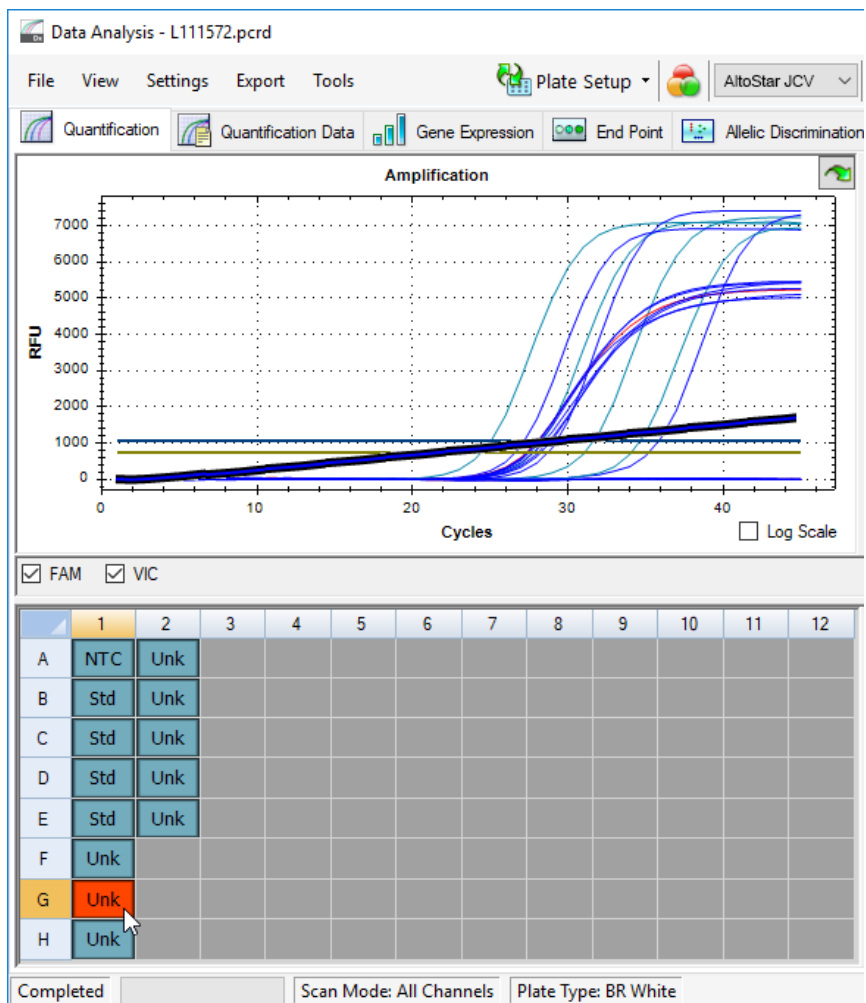 Data Analysis - L111572.pcrd
File View Settings Export Tools Plate Setup AltoStar JCV
Quantification Quantification Data Gene Expression End Point Allelic Discrimination
Amplification
7000
6000
5000
4000
3000
2000
1000
0
RFU
0 10 20 30 40
Cycles
Log Scale
FAM VIC
1 2 3 4 5 6 7 8 9 10 11 12
A NTC Unk
B Std Unk
C Std Unk
D Std Unk
E Std Unk
F Unk
G Unk
H Unk
Completed Scan Mode: All Channels Plate Type: BR White